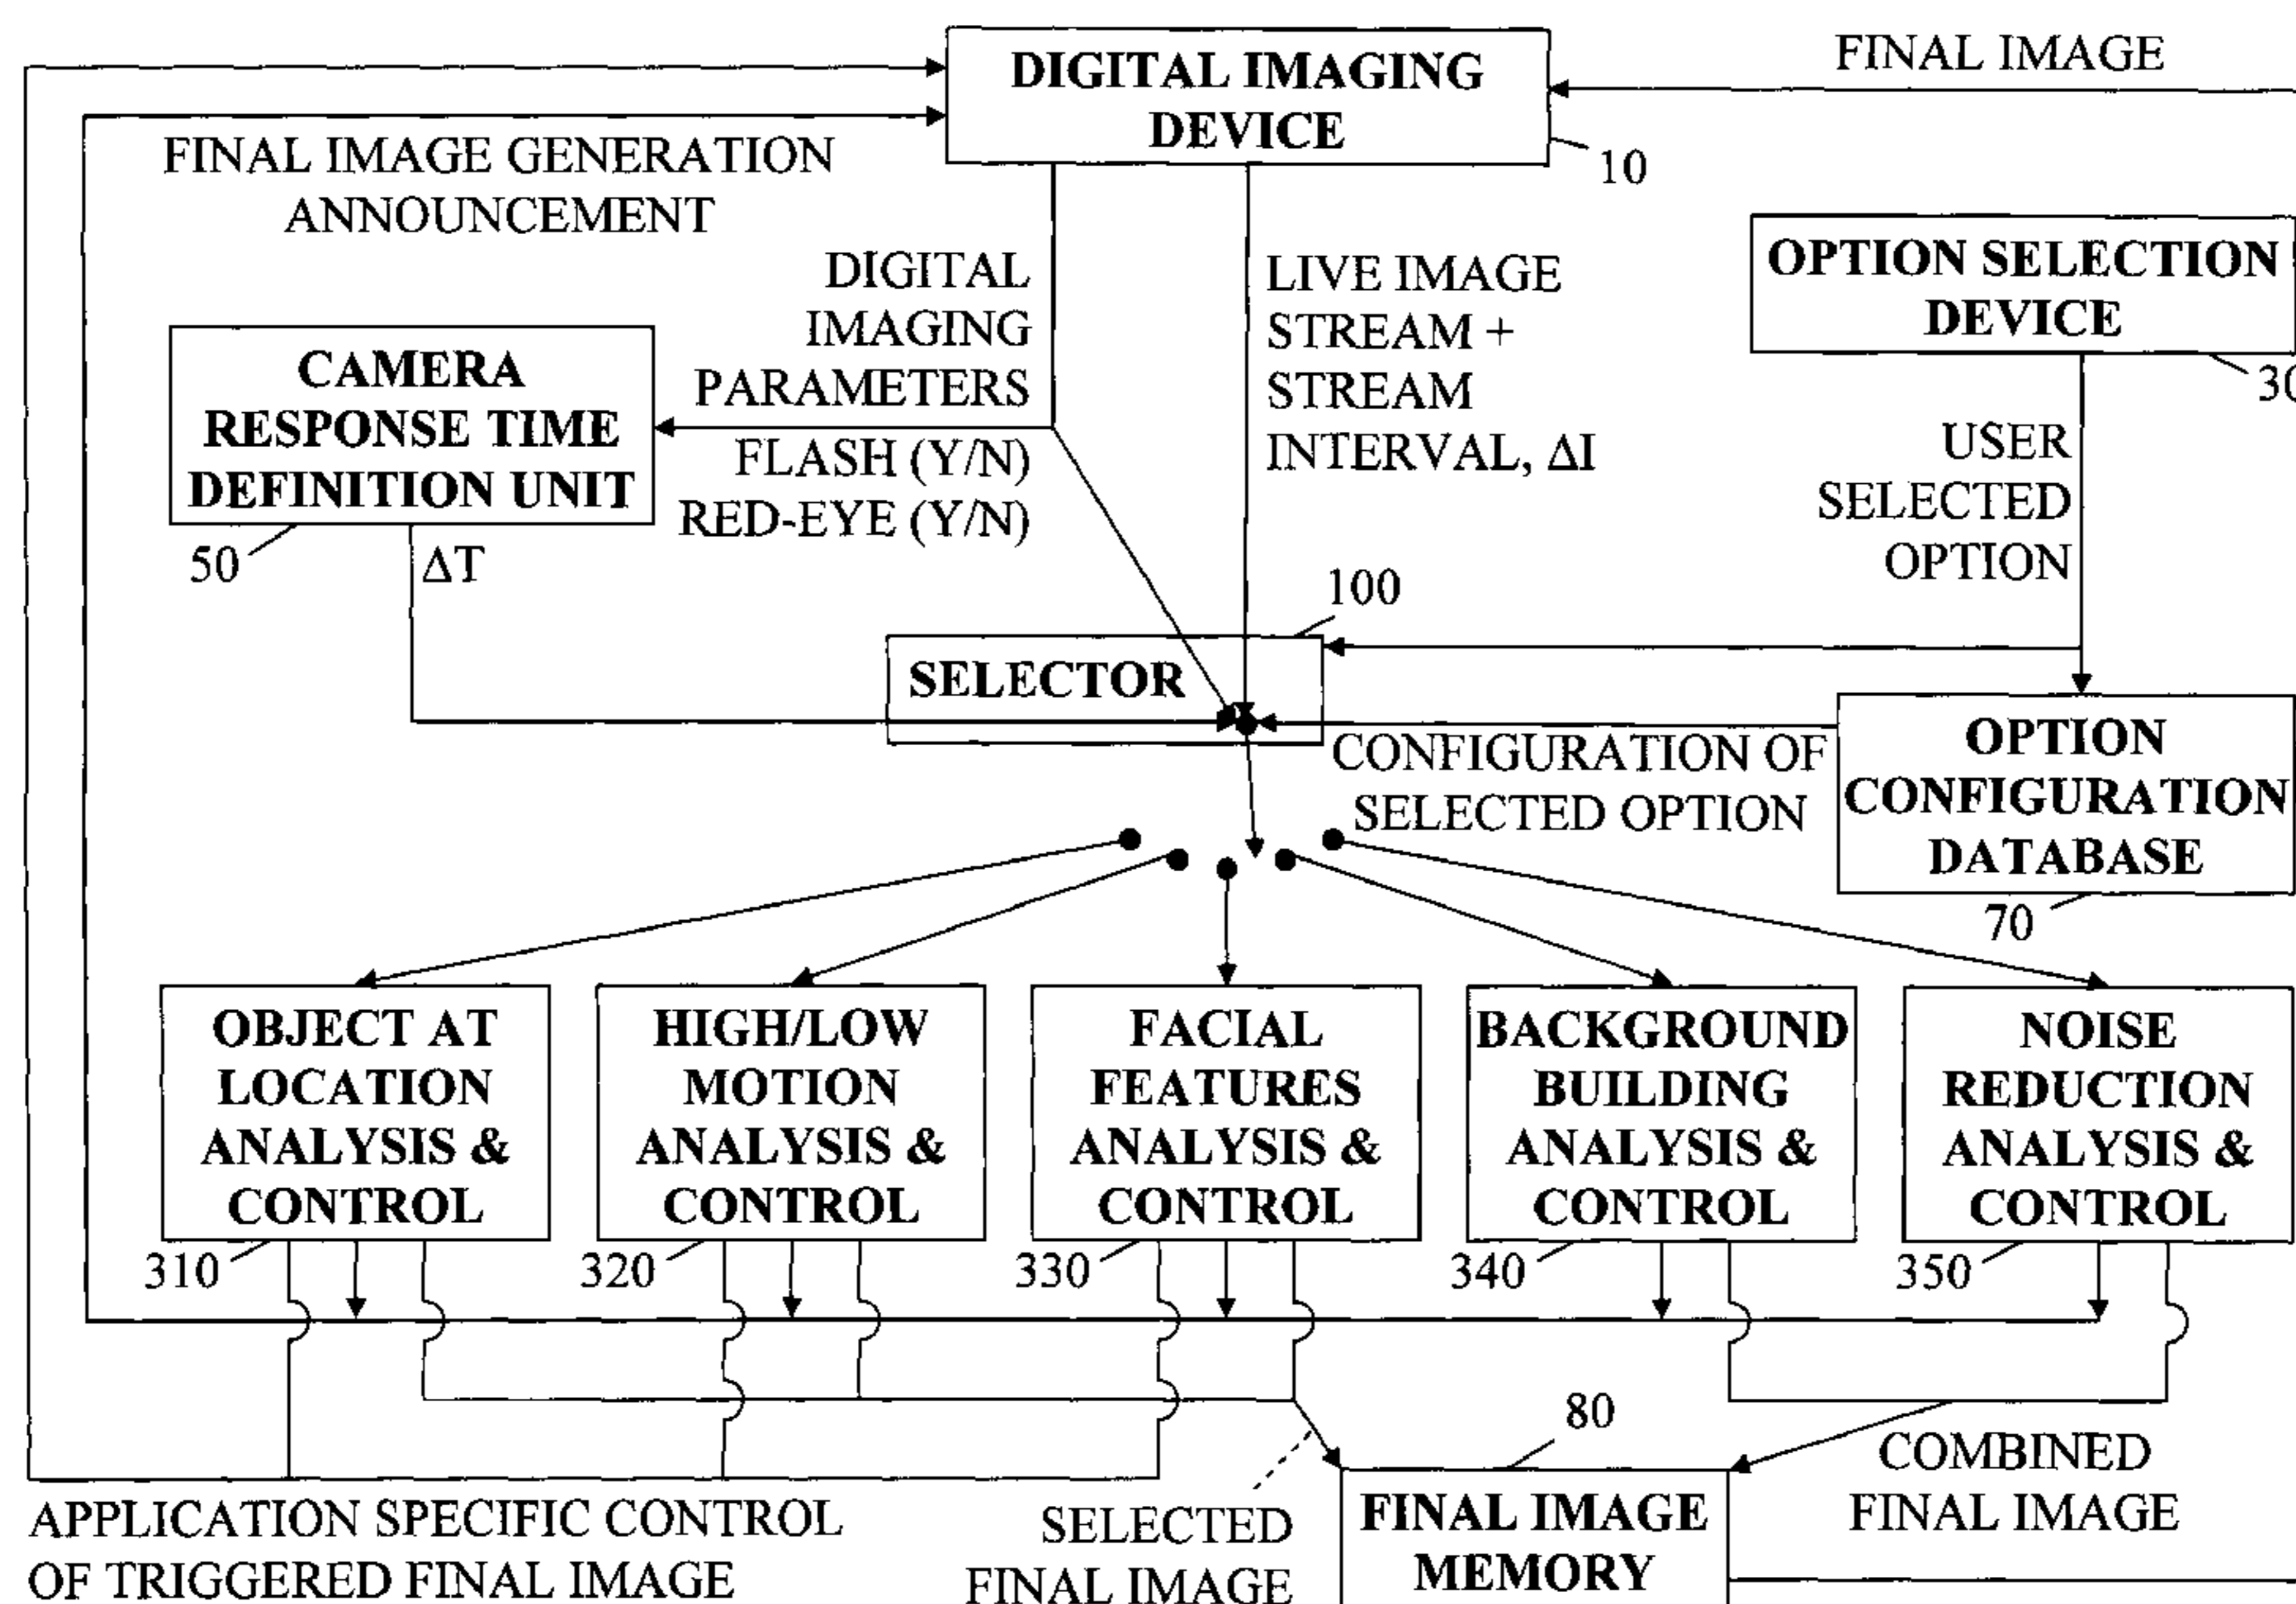 DIGITAL IMAGING
DEVICE
10
FINAL IMAGE
FINAL IMAGE GENERATION
ANNOUNCEMENT
DIGITAL
IMAGING
PARAMETERS
FLASH (Y/N)
RED-EYE (Y/N)
LIVE IMAGE
STREAM +
STREAM
INTERVAL, ΔI
OPTION SELECTION
DEVICE
30
USER
SELECTED
OPTION
CAMERA
RESPONSE TIME
DEFINITION UNIT
50
ΔT
100
SELECTOR
CONFIGURATION OF
SELECTED OPTION
OPTION
CONFIGURATION
DATABASE
70
OBJECT AT
LOCATION
ANALYSIS &
CONTROL
310
HIGH/LOW
MOTION
ANALYSIS &
CONTROL
320
FACIAL
FEATURES
ANALYSIS &
CONTROL
330
BACKGROUND
BUILDING
ANALYSIS &
CONTROL
340
NOISE
REDUCTION
ANALYSIS &
CONTROL
350
APPLICATION SPECIFIC CONTROL
OF TRIGGERED FINAL IMAGE
SELECTED
FINAL IMAGE
80
FINAL IMAGE
MEMORY
COMBINED
FINAL IMAGE